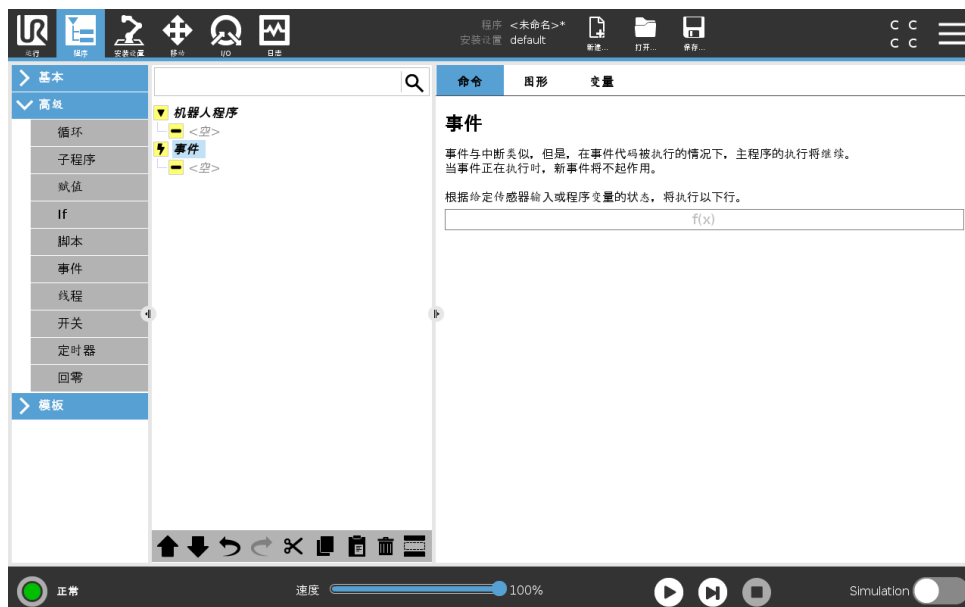 程序 <未命名>*
安装设置 default
C C
C C
运行
程序
安装设置
移动
I/O
日志
新建...
打开...
保存...
基本
高级
循环
子程序
赋值
If
脚本
事件
线程
开关
定时器
回零
模板
机器人程序
<空>
事件
<空>
命令
图形
变量
事件
事件与中断类似，但是，在事件代码被执行的情况下，主程序的执行将继续。
当事件正在执行时，新事件将不起作用。
根据给定传感器输入或程序变量的状态，将执行以下行。
f(x)
正常
速度
100%
Simulation